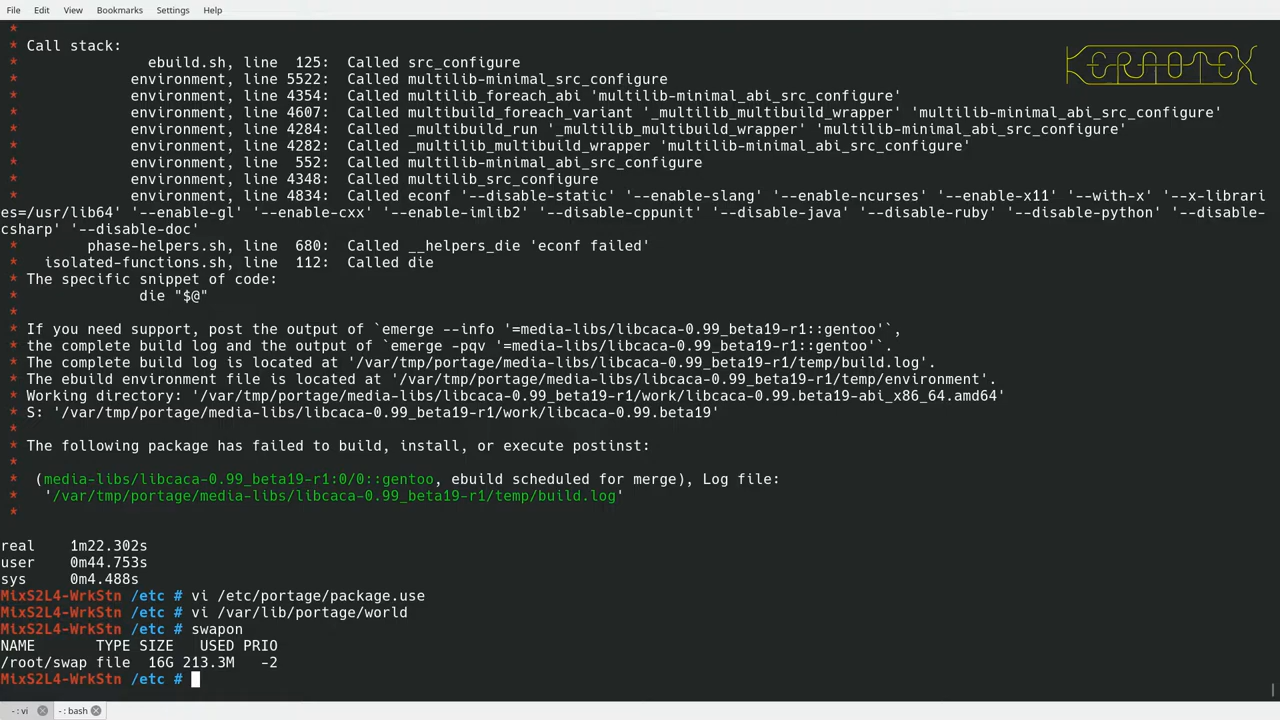 File Edit View Bookmarks Settings Help
*
* Call stack:
* ebuild.sh, line 125: Called src_configure
* environment, line 5522: Called multilib-minimal_src_configure
* environment, line 4354: Called multilib_foreach_abi 'multilib-minimal_abi_src_configure'
* environment, line 4607: Called multibuild_foreach_variant '_multilib_multibuild_wrapper' 'multilib-minimal_abi_src_configure'
* environment, line 4284: Called _multibuild_run '_multilib_multibuild_wrapper' 'multilib-minimal_abi_src_configure'
* environment, line 4282: Called _multilib_multibuild_wrapper 'multilib-minimal_abi_src_configure'
* environment, line 552: Called multilib-minimal_abi_src_configure
* environment, line 4348: Called multilib_src_configure
* environment, line 4834: Called econf '--disable-static' '--enable-slang' '--enable-ncurses' '--enable-x11' '--with-x' '--x-librari
es=/usr/lib64' '--enable-gl' '--enable-cxx' '--enable-imlib2' '--disable-cppunit' '--disable-java' '--disable-ruby' '--disable-python' '--disable-
csharp' '--disable-doc'
* phase-helpers.sh, line 680: Called __helpers_die 'econf failed'
* isolated-functions.sh, line 112: Called die
* The specific snippet of code:
* die "$@"
*
* If you need support, post the output of `emerge --info '=media-libs/libcaca-0.99_beta19-r1::gentoo'`,
* the complete build log and the output of `emerge -pqv '=media-libs/libcaca-0.99_beta19-r1::gentoo'`.
* The complete build log is located at '/var/tmp/portage/media-libs/libcaca-0.99_beta19-r1/temp/build.log'.
* The ebuild environment file is located at '/var/tmp/portage/media-libs/libcaca-0.99_beta19-r1/temp/environment'.
* Working directory: '/var/tmp/portage/media-libs/libcaca-0.99_beta19-r1/work/libcaca-0.99.beta19-abi_x86_64.amd64'
* S: '/var/tmp/portage/media-libs/libcaca-0.99_beta19-r1/work/libcaca-0.99.beta19'
*
* The following package has failed to build, install, or execute postinst:
*
* (media-libs/libcaca-0.99_beta19-r1:0/0::gentoo, ebuild scheduled for merge), Log file:
* '/var/tmp/portage/media-libs/libcaca-0.99_beta19-r1/temp/build.log'
*
real 1m22.302s
user 0m44.753s
sys 0m4.488s
MixS2L4-WrkStn /etc # vi /etc/portage/package.use
MixS2L4-WrkStn /etc # vi /var/lib/portage/world
MixS2L4-WrkStn /etc # swapon
NAME TYPE SIZE USED PRIO
/root/swap file 16G 213.3M -2
MixS2L4-WrkStn /etc #
- : vi - : bash